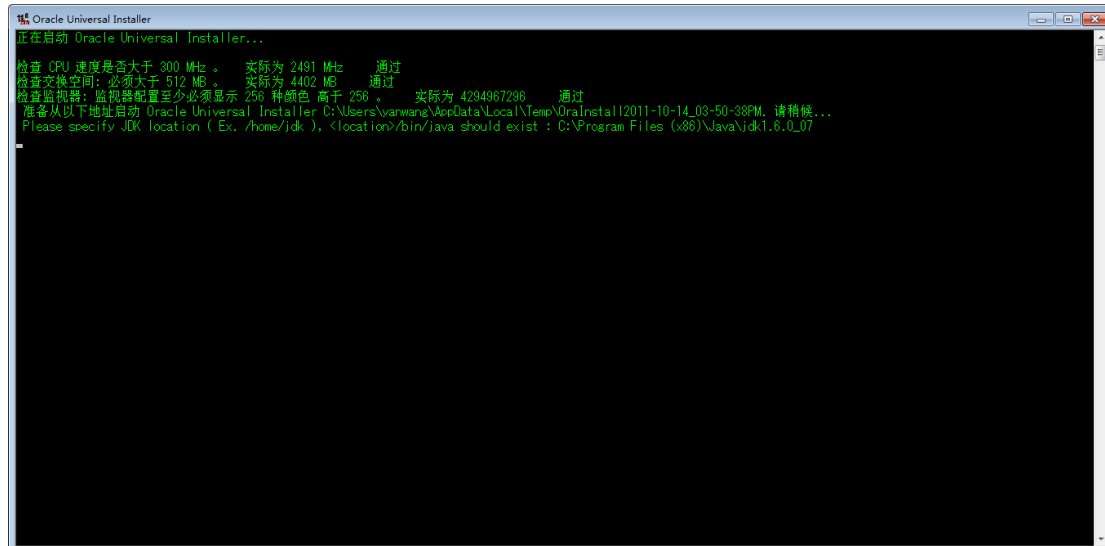 Oracle Universal Installer
正在启动 Oracle Universal Installer...
检查 CPU 速度是否大于 300 MHz 。    实际为 2491 MHz     通过
检查交换空间: 必须大于 512 MB 。    实际为 4402 MB     通过
检查监视器: 监视器配置至少必须显示 256 种颜色 高于 256 。    实际为 4294967296     通过
准备从以下地址启动 Oracle Universal Installer C:\Users\yanwang\AppData\Local\Temp\OraInstall2011-10-14_03-50-38PM. 请稍候...
Please specify JDK location ( Ex. /home/jdk ), <location>/bin/java should exist : C:\Program Files (x86)\Java\jdk1.6.0_07